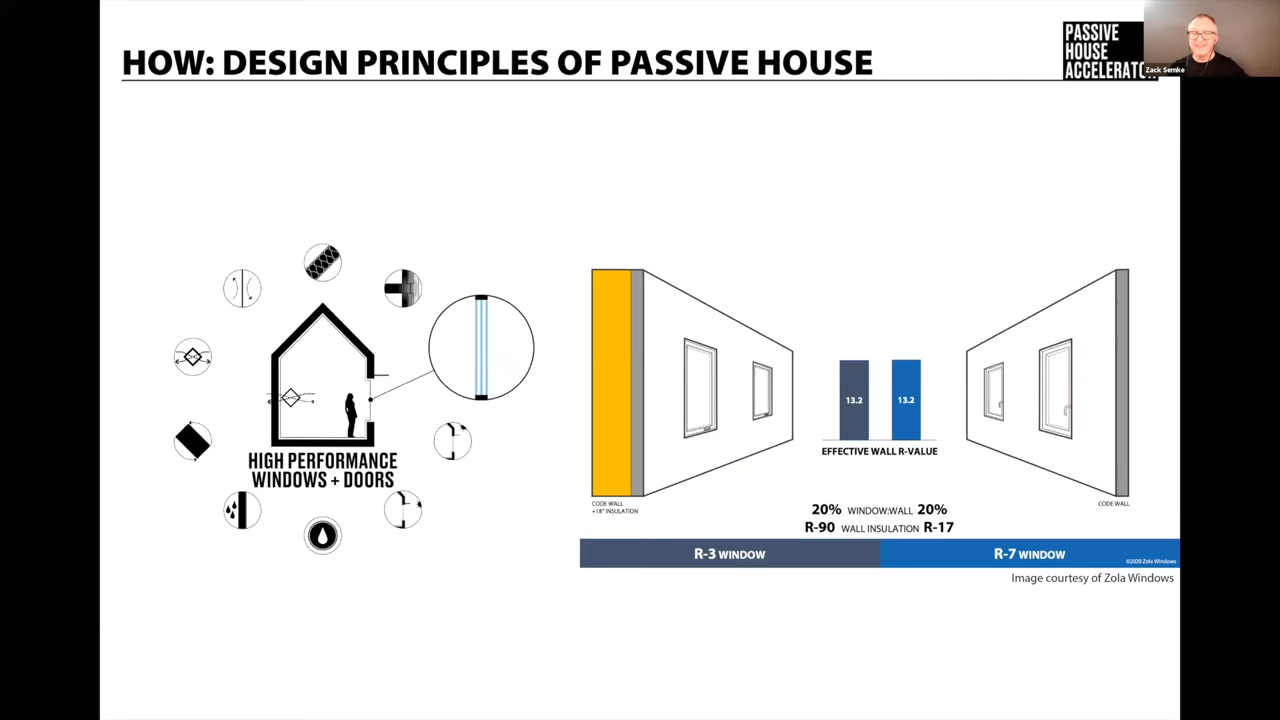 HOW: DESIGN PRINCIPLES OF PASSIVE HOUSE
PASSIVE
HOUSE
ACCELERATO
Zack Semke
HIGH PERFORMANCE
WINDOWS + DOORS
13.2
13.2
EFFECTIVE WALL R-VALUE
CODE WALL
+18" INSULATION
CODE WALL
20% WINDOW:WALL 20%
R-90 WALL INSULATION R-17
R-3 WINDOW
R-7 WINDOW
©2020 Zola Windows
Image courtesy of Zola Windows